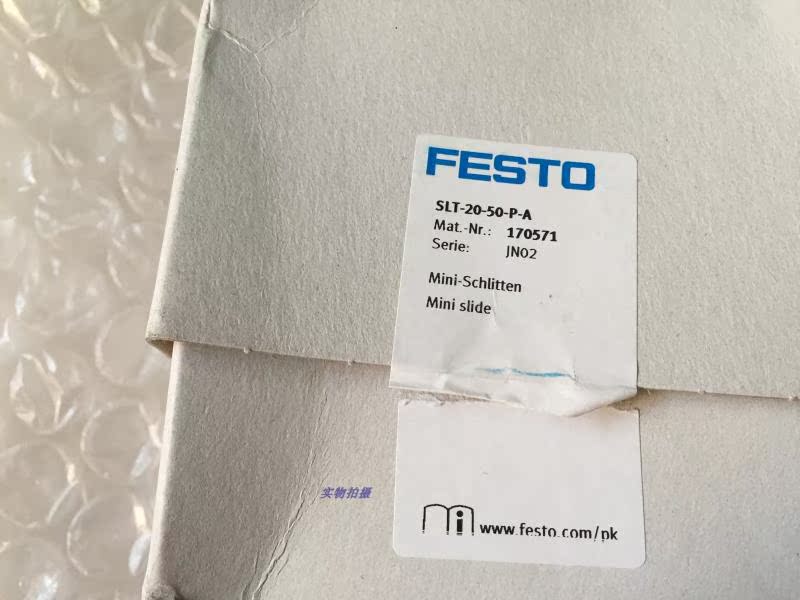 FESTO
SLT-20-50-P-A
Mat.-Nr.: 170571
Serie: JN02
Mini-Schlitten
Mini slide
实物拍摄
www.festo.com/pk